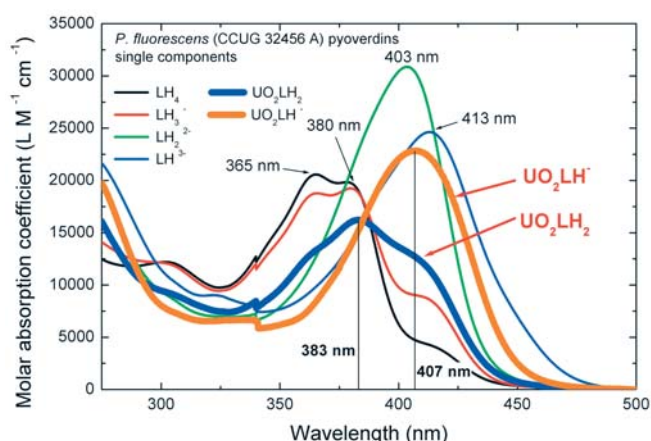 P. fluorescens (CCUG 32456 A) pyoverdins
single components
LH₄
LH₃⁻
LH₂²⁻
LH³⁻
UO₂LH₂
UO₂LH⁻
403 nm
380 nm
413 nm
365 nm
UO₂LH⁻
UO₂LH₂
383 nm
407 nm
Molar absorption coefficient (L M⁻¹ cm⁻¹)
35000
30000
25000
20000
15000
10000
5000
0
300
350
400
450
500
Wavelength (nm)